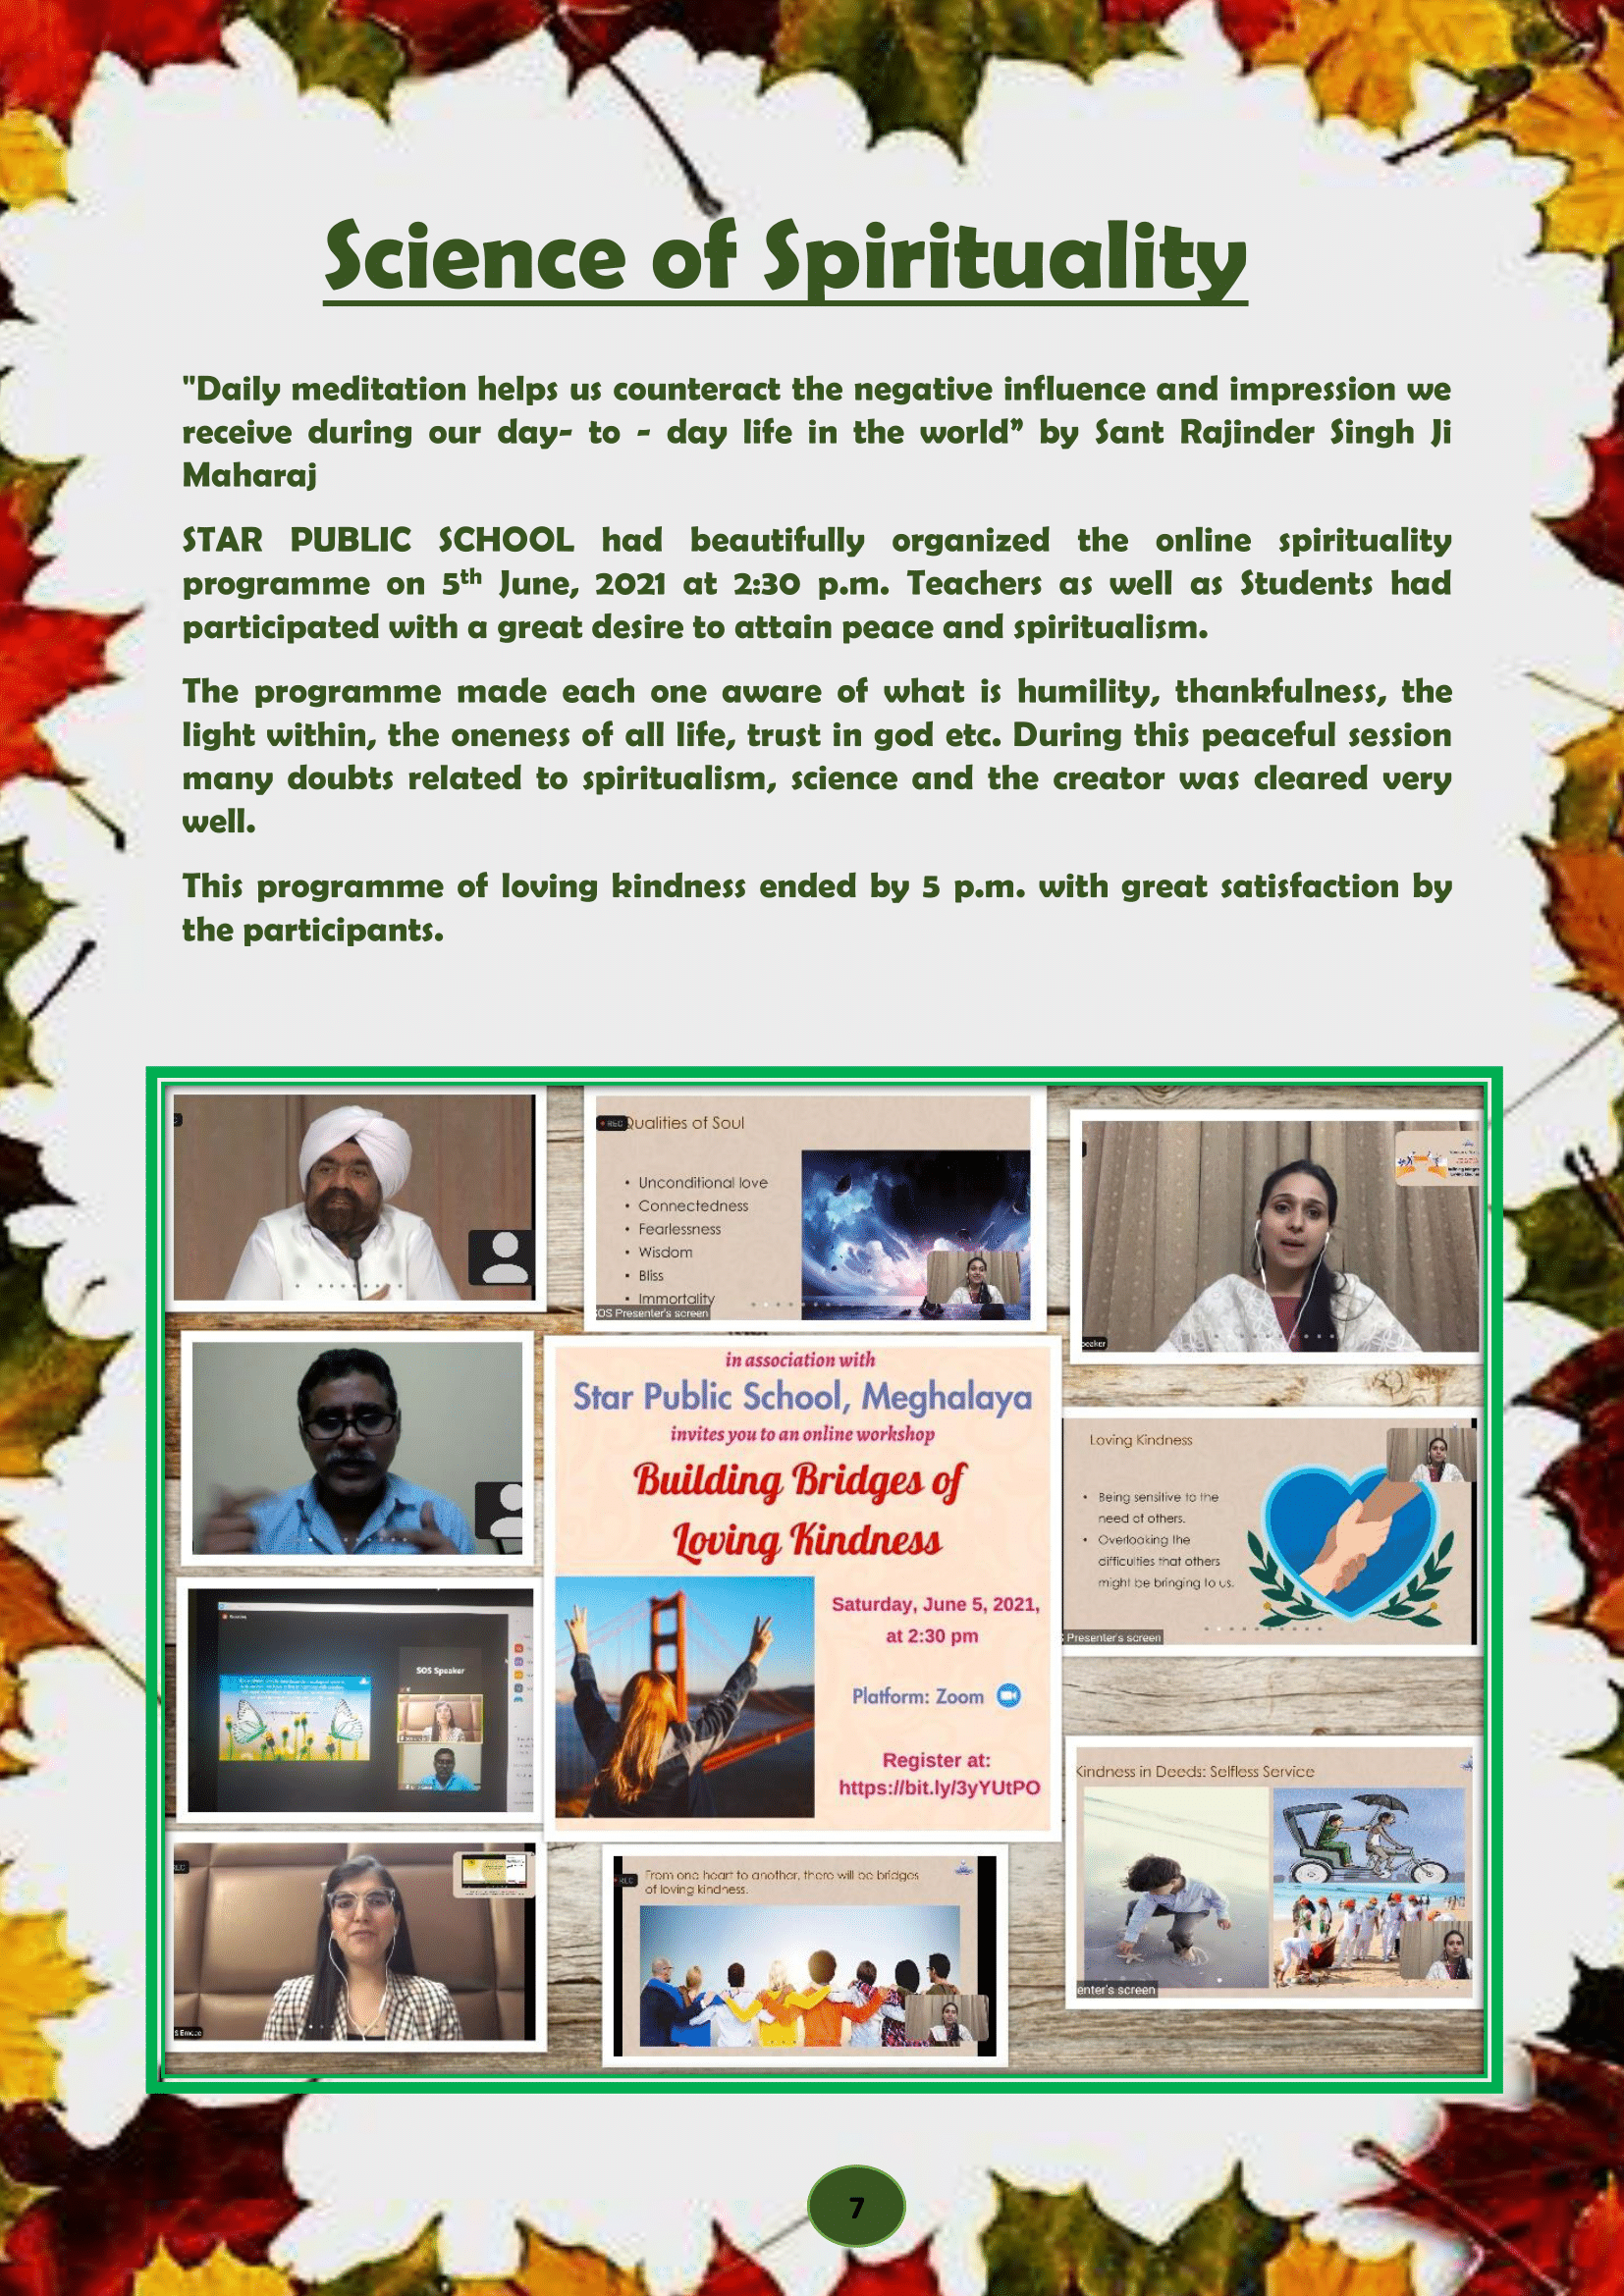 Science of Spirituality
"Daily meditation helps us counteract the negative influence and impression we
receive during our day- to - day life in the world” by Sant Rajinder Singh Ji
Maharaj
STAR PUBLIC SCHOOL had beautifully organized the online spirituality
programme on 5th June, 2021 at 2:30 p.m. Teachers as well as Students had
participated with a great desire to attain peace and spiritualism.
The programme made each one aware of what is humility, thankfulness, the
light within, the oneness of all life, trust in god etc. During this peaceful session
many doubts related to spiritualism, science and the creator was cleared very
well.
This programme of loving kindness ended by 5 p.m. with great satisfaction by
the participants.
REC
Qualities of Soul
• Unconditional love
• Connectedness
• Fearlessness
• Wisdom
• Bliss
• Immortality
SOS Presenter's screen
in association with
Star Public School, Meghalaya
invites you to an online workshop
Building Bridges of
Loving Kindness
Saturday, June 5, 2021,
at 2:30 pm
Platform: Zoom
Register at:
https://bit.ly/3yYUtPO
Loving Kindness
• Being sensitive to the
need of others.
• Overlooking the
difficulties that others
might be bringing to us.
Presenter's screen
SOS Speaker
Kindness in Deeds: Selfless Service
enter's screen
S Emcee
REC
From one heart to another, there will be bridges
of loving kindness.
7